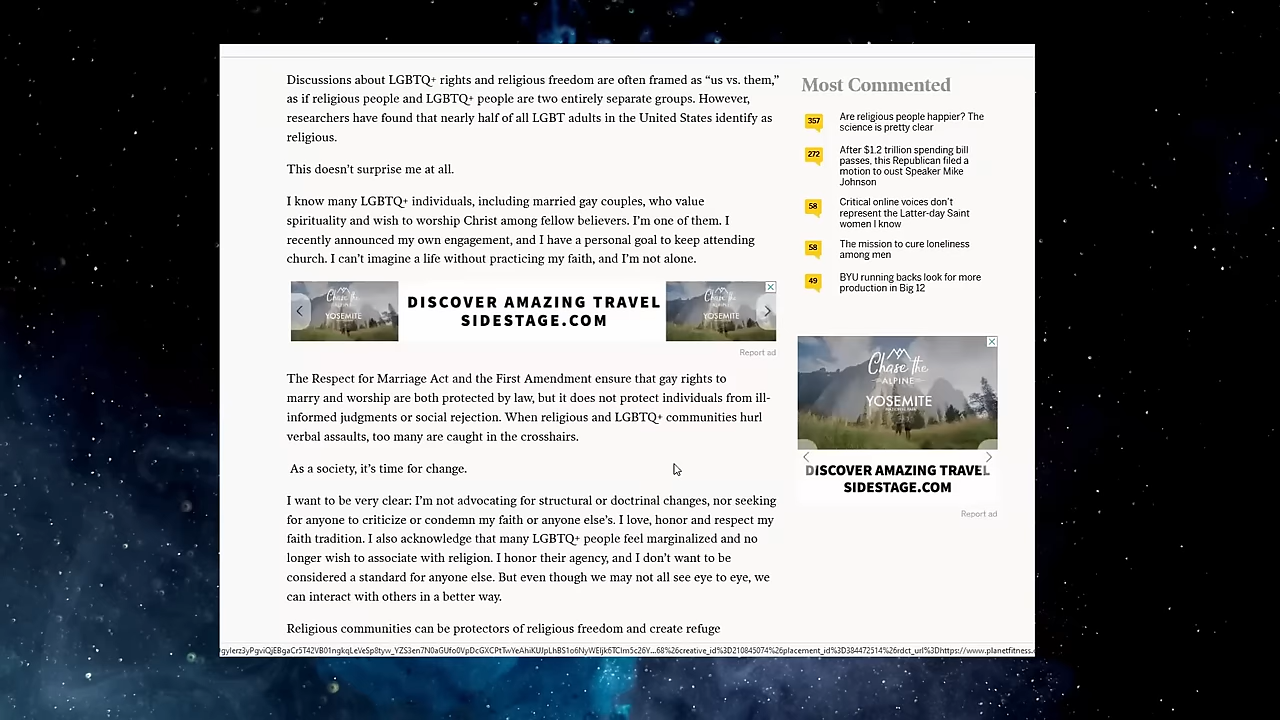 Discussions about LGBTQ+ rights and religious freedom are often framed as “us vs. them,”
as if religious people and LGBTQ+ people are two entirely separate groups. However,
researchers have found that nearly half of all LGBT adults in the United States identify as
religious.
This doesn’t surprise me at all.
I know many LGBTQ+ individuals, including married gay couples, who value
spirituality and wish to worship Christ among fellow believers. I’m one of them. I
recently announced my own engagement, and I have a personal goal to keep attending
church. I can’t imagine a life without practicing my faith, and I’m not alone.
Chase the
YOSEMITE
DISCOVER AMAZING TRAVEL
SIDESTAGE.COM
Chase the
YOSEMITE
Report ad
The Respect for Marriage Act and the First Amendment ensure that gay rights to
marry and worship are both protected by law, but it does not protect individuals from ill-
informed judgments or social rejection. When religious and LGBTQ+ communities hurl
verbal assaults, too many are caught in the crosshairs.
As a society, it’s time for change.
I want to be very clear: I’m not advocating for structural or doctrinal changes, nor seeking
for anyone to criticize or condemn my faith or anyone else’s. I love, honor and respect my
faith tradition. I also acknowledge that many LGBTQ+ people feel marginalized and no
longer wish to associate with religion. I honor their agency, and I don’t want to be
considered a standard for anyone else. But even though we may not all see eye to eye, we
can interact with others in a better way.
Religious communities can be protectors of religious freedom and create refuge
Most Commented
357
Are religious people happier? The
science is pretty clear
272
After $1.2 trillion spending bill
passes, this Republican filed a
motion to oust Speaker Mike
Johnson
58
Critical online voices don’t
represent the Latter-day Saint
women I know
58
The mission to cure loneliness
among men
49
BYU running backs look for more
production in Big 12
Chase the
ALPINE
YOSEMITE
DISCOVER AMAZING TRAVEL
SIDESTAGE.COM
Report ad